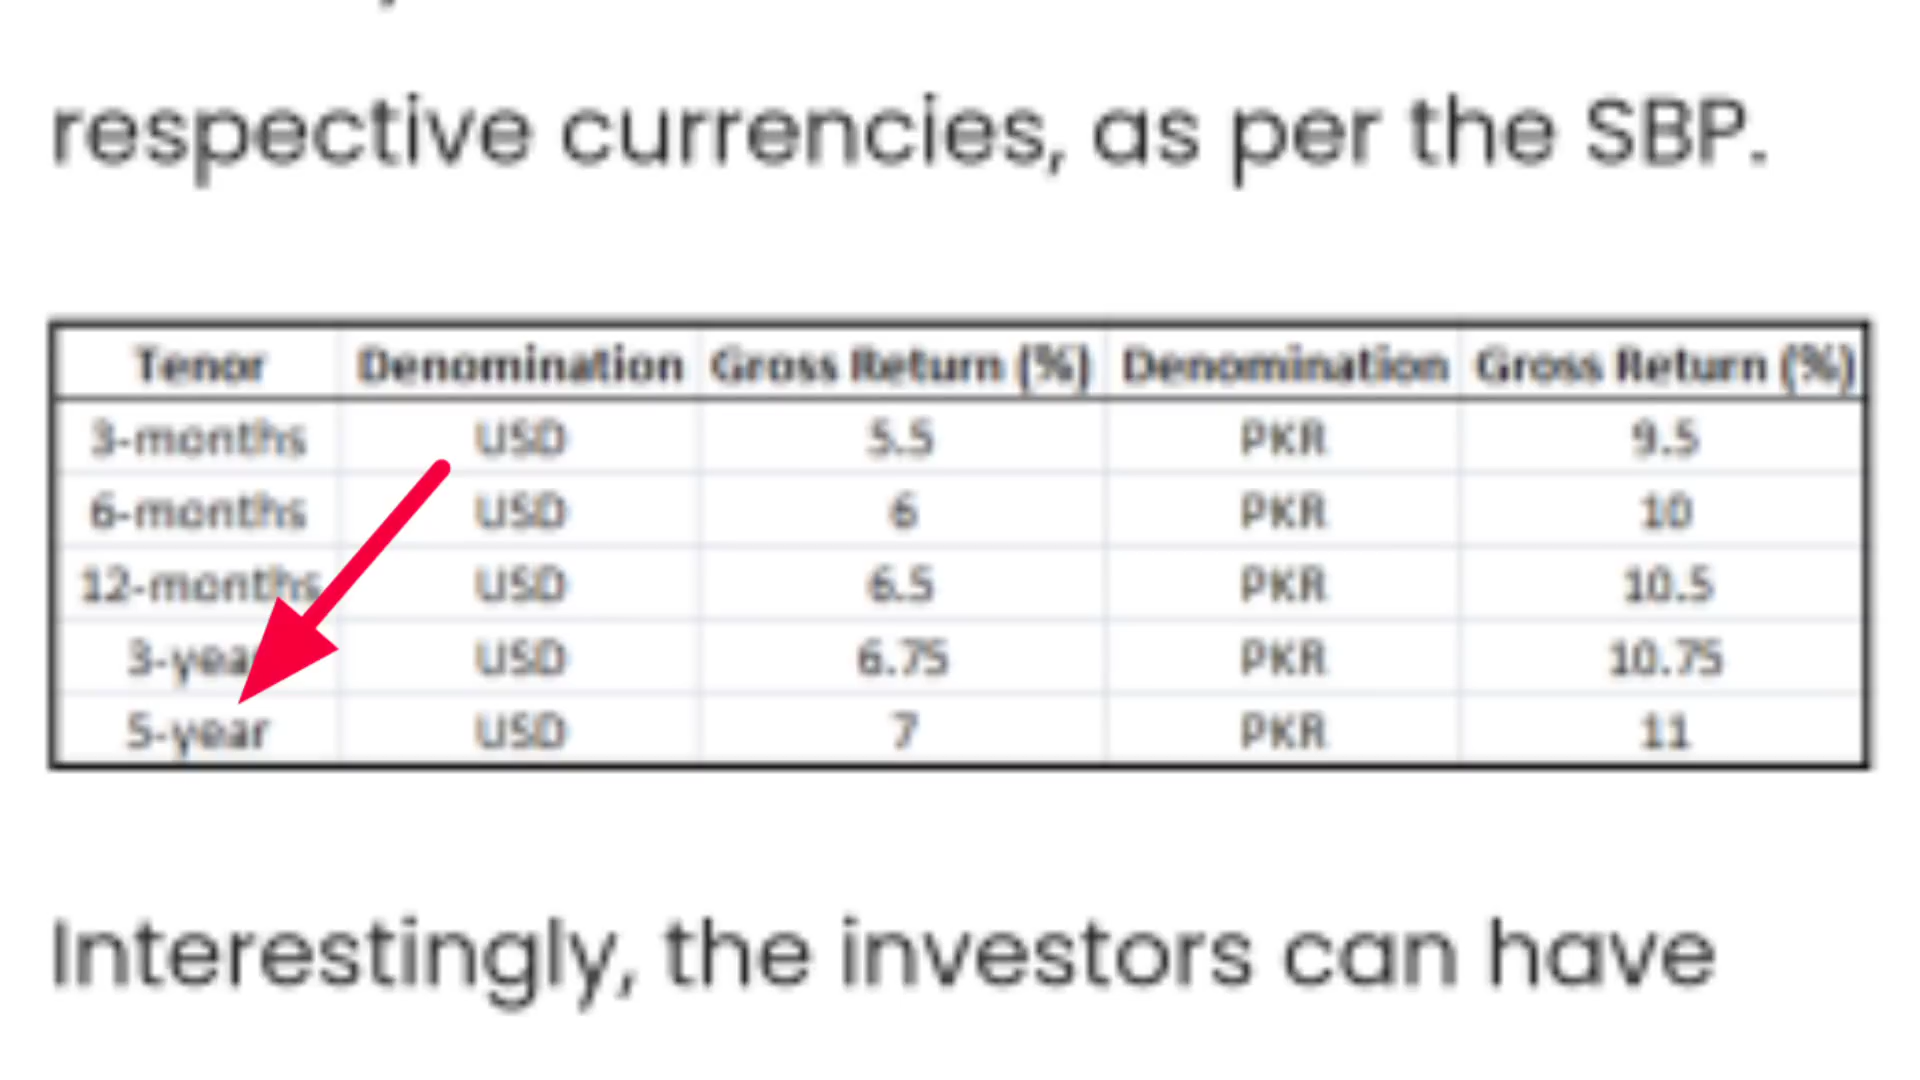 respective currencies, as per the SBP.
Tenor Denomination Gross Return (%) Denomination Gross Return (%)
3-months USD 5.5 PKR 9.5
6-months USD 6 PKR 10
12-months USD 6.5 PKR 10.5
3-year USD 6.75 PKR 10.75
5-year USD 7 PKR 11
Interestingly, the investors can have